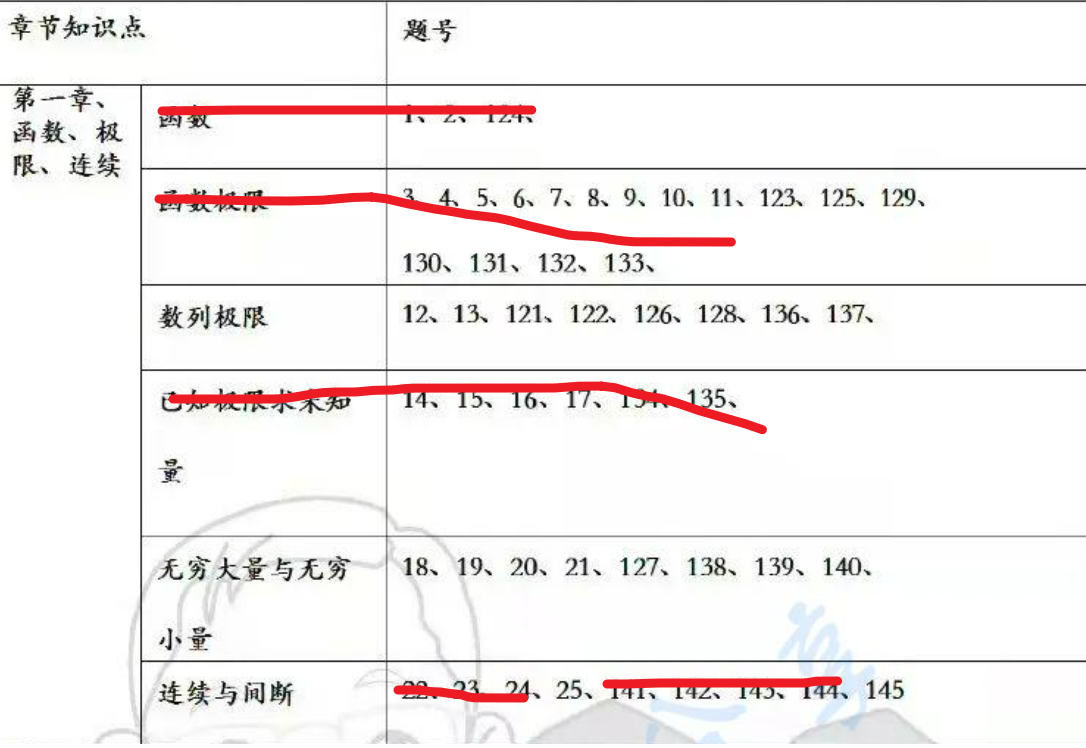 章节知识点 题号
第一章、函数、极限、连续
函数 1、2、124、
函数极限 3、4、5、6、7、8、9、10、11、123、125、129、
130、131、132、133、
数列极限 12、13、121、122、126、128、136、137、
已知极限求未知 14、15、16、17、134、135、
量
无穷大量与无穷 18、19、20、21、127、138、139、140、
小量
连续与间断 22、23、24、25、141、142、143、144、145